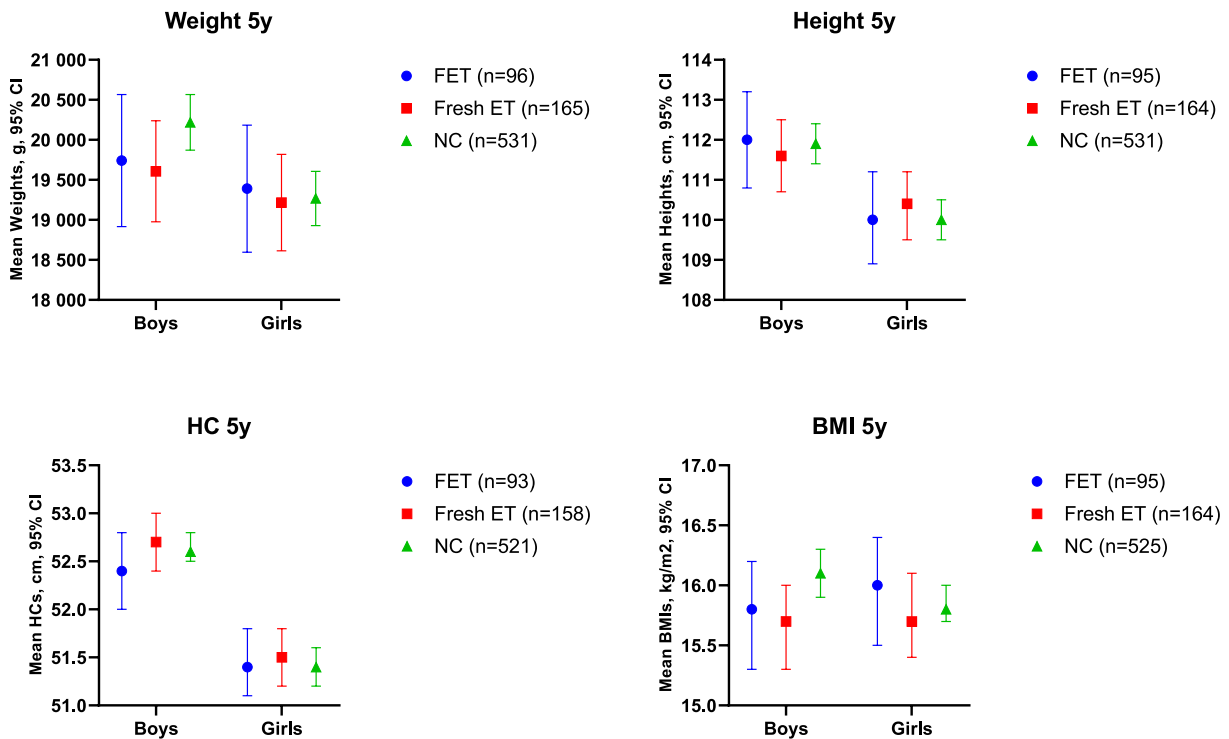 Weight 5y
Mean Weights, g, 95% CI
21 000
20 500
20 000
19 500
19 000
18 500
18 000
Boys
Girls
FET (n=96)
Fresh ET (n=165)
NC (n=531)
Height 5y
Mean Heights, cm, 95% CI
114
113
112
111
110
109
108
Boys
Girls
FET (n=95)
Fresh ET (n=164)
NC (n=531)
HC 5y
Mean HCs, cm, 95% CI
53.5
53.0
52.5
52.0
51.5
51.0
Boys
Girls
FET (n=93)
Fresh ET (n=158)
NC (n=521)
BMI 5y
Mean BMIs, kg/m2, 95% CI
17.0
16.5
16.0
15.5
15.0
Boys
Girls
FET (n=95)
Fresh ET (n=164)
NC (n=525)